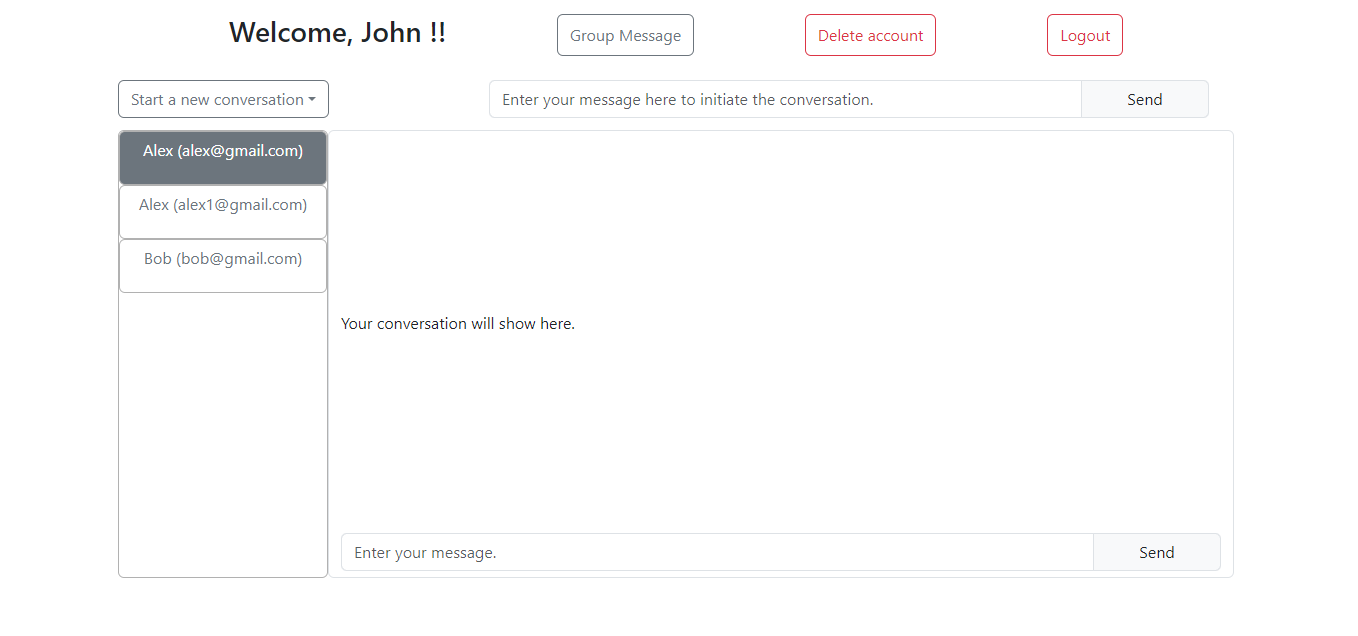 Welcome, John !!
Group Message
Delete account
Logout
Start a new conversation
Enter your message here to initiate the conversation.
Send
Alex (alex@gmail.com)
Alex (alex1@gmail.com)
Bob (bob@gmail.com)
Your conversation will show here.
Enter your message.
Send